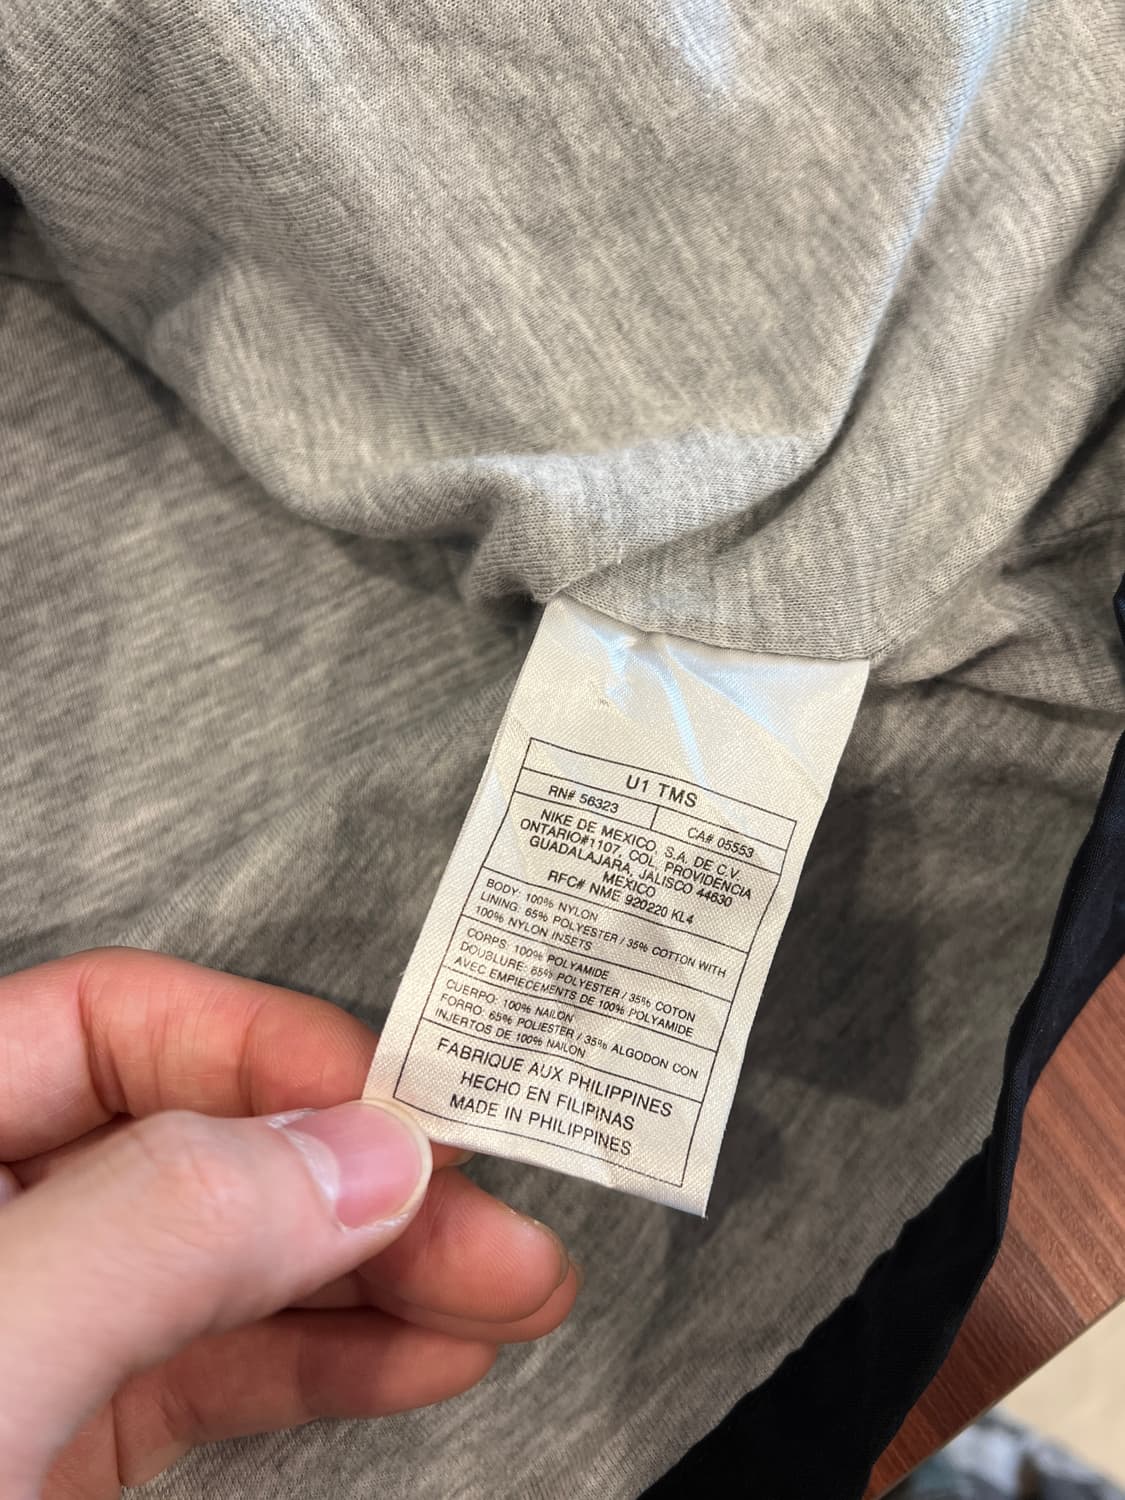 U1 TMS
RN# 56323
CA# 05553
NIKE DE MEXICO, S.A. DE C.V.
ONTARIO#1107, COL. PROVIDENCIA
GUADALAJARA, JALISCO 44630
MEXICO
RFC# NME 920220 KL4
BODY: 100% NYLON
LINING: 65% POLYESTER / 35% COTTON WITH
100% NYLON INSETS
CORPS: 100% POLYAMIDE
DOUBLURE: 65% POLYESTER / 35% COTON
AVEC EMPIECEMENTS DE 100% POLYAMIDE
CUERPO: 100% NAILON
FORRO: 65% POLIESTER / 35% ALGODON CON
INJERTOS DE 100% NAILON
FABRIQUE AUX PHILIPPINES
HECHO EN FILIPINAS
MADE IN PHILIPPINES